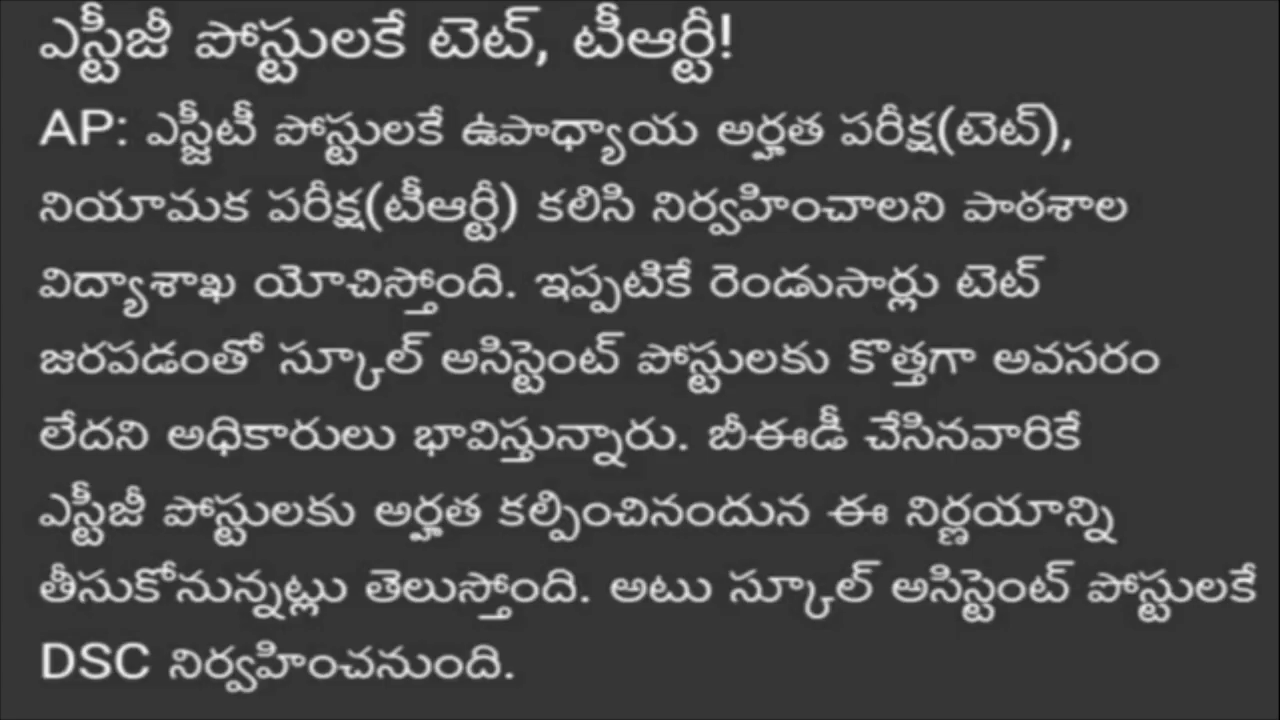 ఎస్టీజీ పోస్టులకే టెట్, టీఆర్టీ!
AP: ఎస్జీటీ పోస్టులకే ఉపాధ్యాయ అర్హత పరీక్ష(టెట్),
నియామక పరీక్ష(టీఆర్టీ) కలిసి నిర్వహించాలని పాఠశాల
విద్యాశాఖ యోచిస్తోంది. ఇప్పటికే రెండుసార్లు టెట్
జరపడంతో స్కూల్ అసిస్టెంట్ పోస్టులకు కొత్తగా అవసరం
లేదని అధికారులు భావిస్తున్నారు. బీఈడీ చేసినవారికే
ఎస్టీజీ పోస్టులకు అర్హత కల్పించినందున ఈ నిర్ణయాన్ని
తీసుకోనున్నట్లు తెలుస్తోంది. అటు స్కూల్ అసిస్టెంట్ పోస్టులకే
DSC నిర్వహించనుంది.